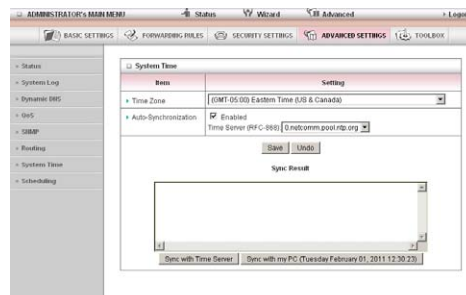 ADMINISTRATOR's MAIN MENU
Status
Wizard
Advanced
> Logo
BASIC SETTINGS
FORWARDING RULES
SECURITY SETTINGS
ADVANCED SETTINGS
TOOLBOX
Status
System Log
Dynamic DNS
QoS
SNMP
Routing
System Time
Scheduling
System Time
Item
Setting
Time Zone
(GMT-05:00) Eastern Time (US & Canada)
Auto-Synchronization
Enabled
Time Server (RFC-868) 0.netcomm.pool.ntp.org
Save
Undo
Sync Result
Sync with Time Server
Sync with my PC (Tuesday February 01, 2011 12:30:23)